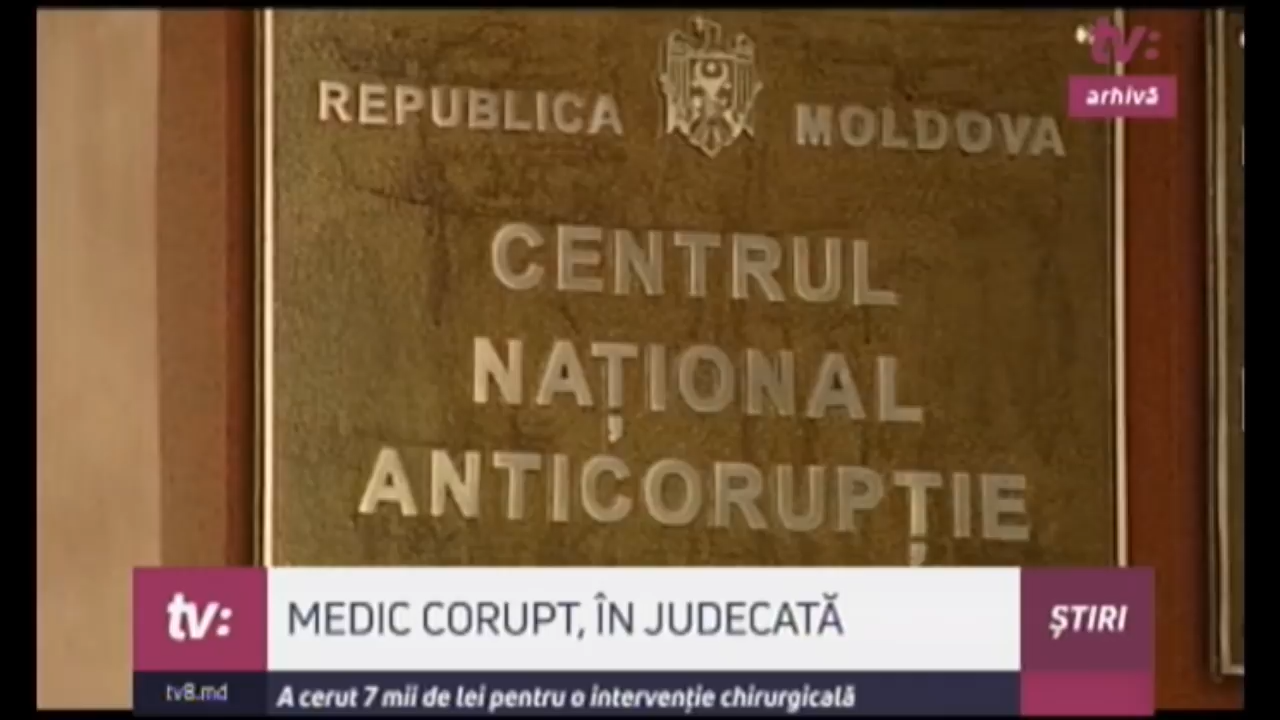 REPUBLICA MOLDOVA
CENTRUL
NAȚIONAL
ANTICORUPȚIE
tv:
arhivă
tv:
MEDIC CORUPT, ÎN JUDECATĂ
ȘTIRI
tv8.md
A cerut 7 mii de lei pentru o intervenție chirurgicală